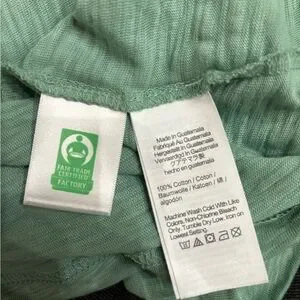 FAIR TRADE
CERTIFIED
FACTORY
Made in Guatemala
Fabriqué Au Guatemala
Hergestellt In Guatemala
Vervaardigd In Guatemala
グアテマラ製
hecho en guatemala
100% Cotton / Coton /
Baumwolle / Katoen / 綿 /
algodón
Machine Wash Cold With Like
Colors, Non-Chlorine Bleach
Only. Tumble Dry Low, Iron on
Lowest Setting.